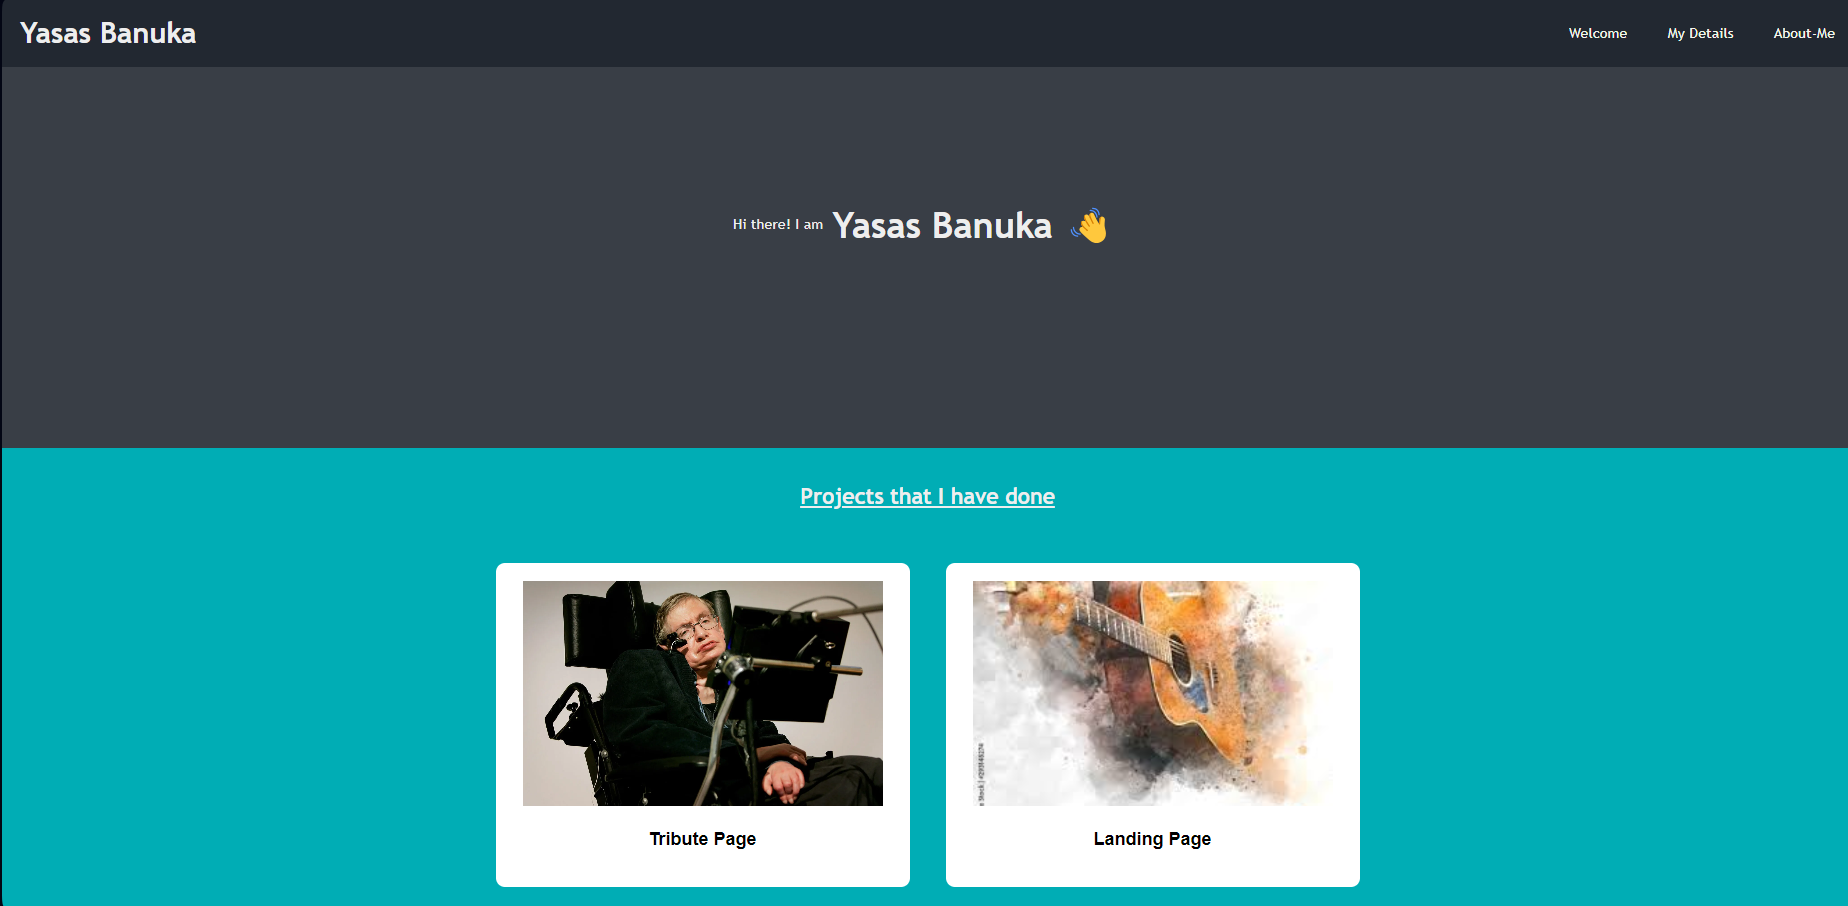 Yasas Banuka
Welcome My Details About-Me
Hi there! I am Yasas Banuka 👋
Projects that I have done
Tribute Page
Landing Page